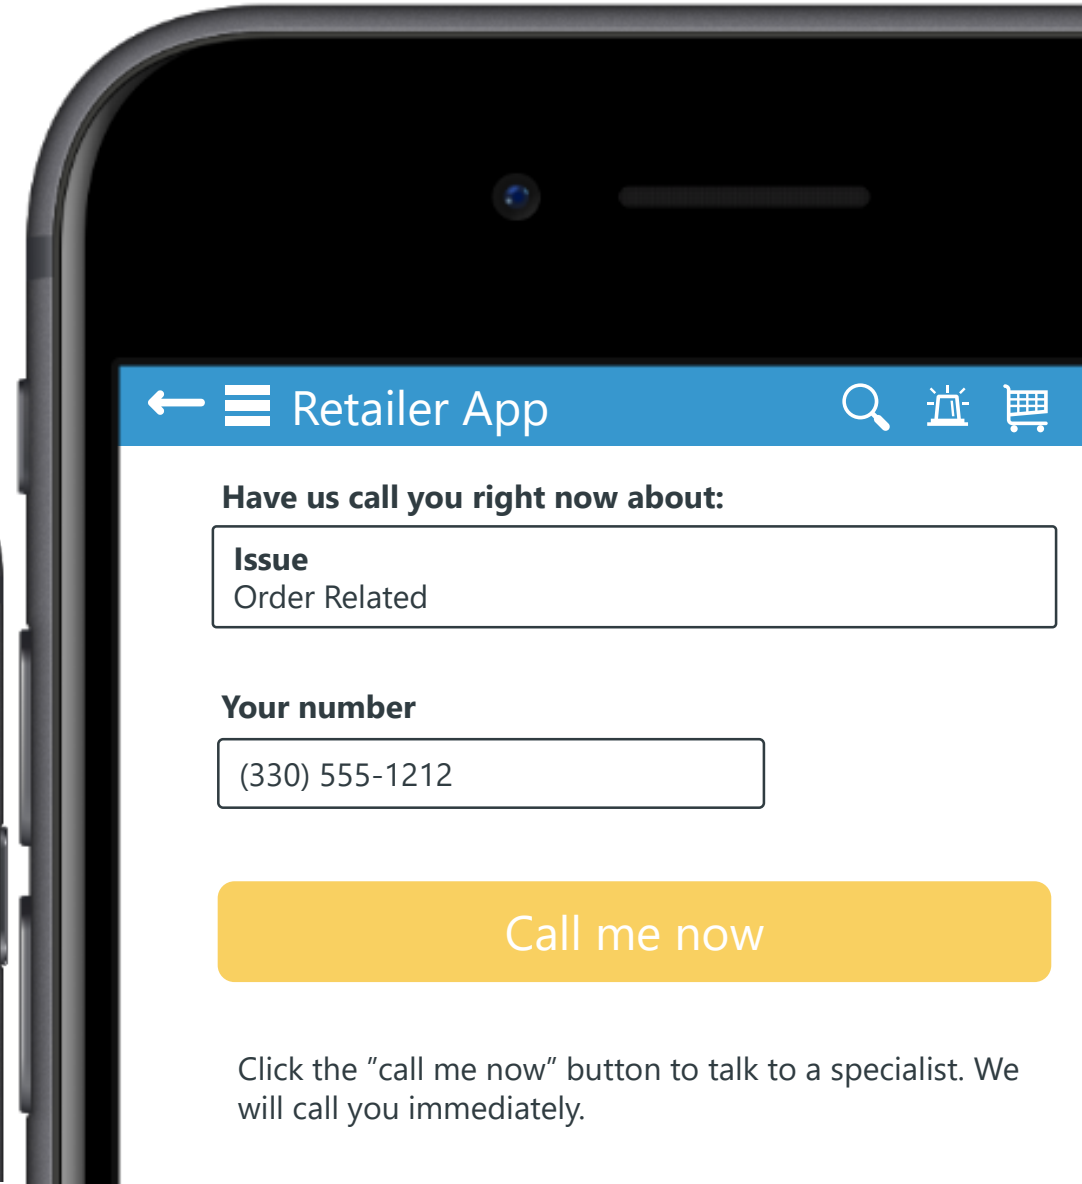 Retailer App
Have us call you right now about:
Issue
Order Related
Your number
(330) 555-1212
Call me now
Click the ”call me now” button to talk to a specialist. We
will call you immediately.